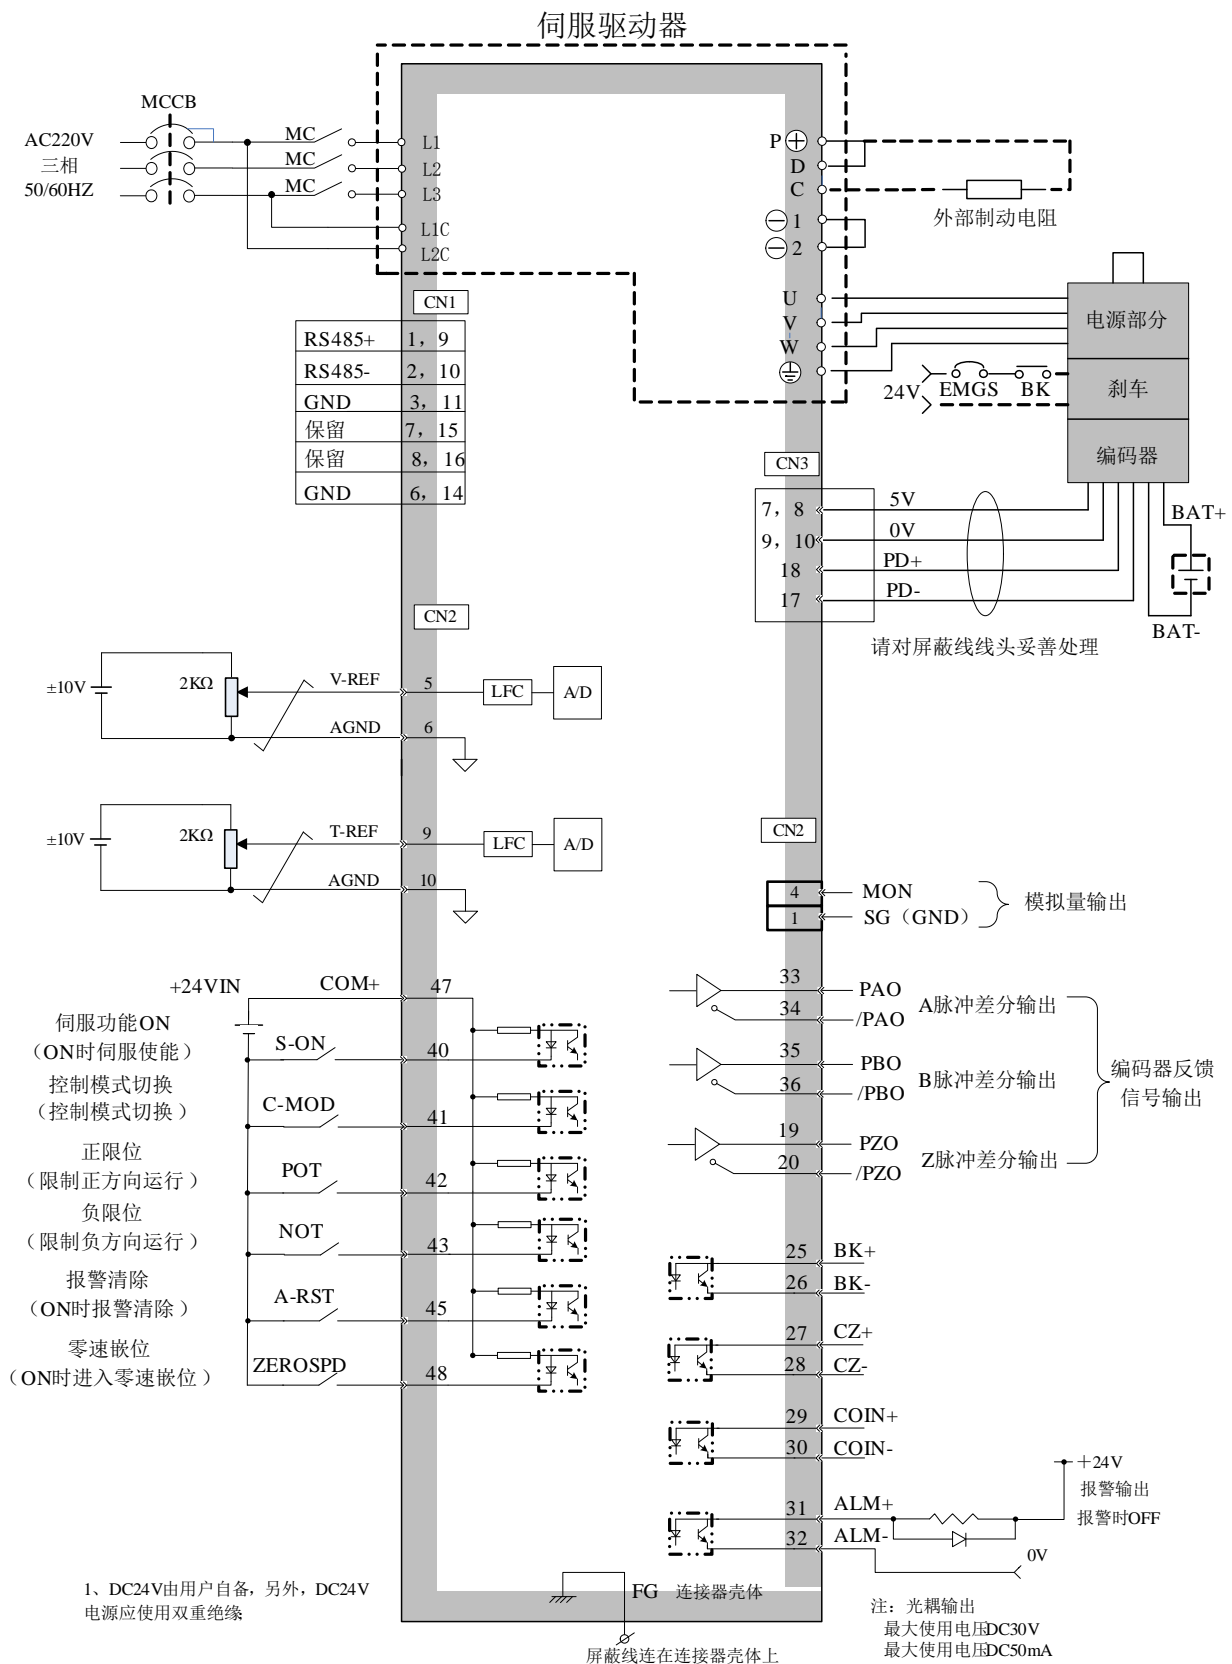 伺服驱动器
MCCB
AC220V
三相
50/60HZ
MC
MC
MC
L1
L2
L3
L1C
L2C
P
D
C
1
2
外部制动电阻
U
V
W
电源部分
刹车
编码器
24V
EMGS
BK
CN1
RS485+ 1，9
RS485- 2，10
GND 3，11
保留 7，15
保留 8，16
GND 6，14
CN3
7，8 5V
9，10 0V
18 PD+
17 PD-
BAT+
BAT-
请对屏蔽线线头妥善处理
CN2
±10V 2KΩ V-REF 5 LFC A/D
AGND 6
±10V 2KΩ T-REF 9 LFC A/D
AGND 10
CN2
4 MON
1 SG（GND）
模拟量输出
+24VIN COM+ 47
伺服功能ON
（ON时伺服使能）
S-ON 40
控制模式切换
（控制模式切换）
C-MOD 41
正限位
（限制正方向运行）
POT 42
负限位
（限制负方向运行）
NOT 43
报警清除
（ON时报警清除）
A-RST 45
零速嵌位
（ON时进入零速嵌位）
ZEROSPD 48
33 PAO
34 /PAO
A脉冲差分输出
35 PBO
36 /PBO
B脉冲差分输出
19 PZO
20 /PZO
Z脉冲差分输出
编码器反馈
信号输出
25 BK+
26 BK-
27 CZ+
28 CZ-
29 COIN+
30 COIN-
31 ALM+
32 ALM-
＋24V
报警输出
报警时OFF
0V
FG 连接器壳体
屏蔽线连在连接器壳体上
1、DC24V由用户自备，另外，DC24V
电源应使用双重绝缘
注：光耦输出
最大使用电压DC30V
最大使用电压DC50mA